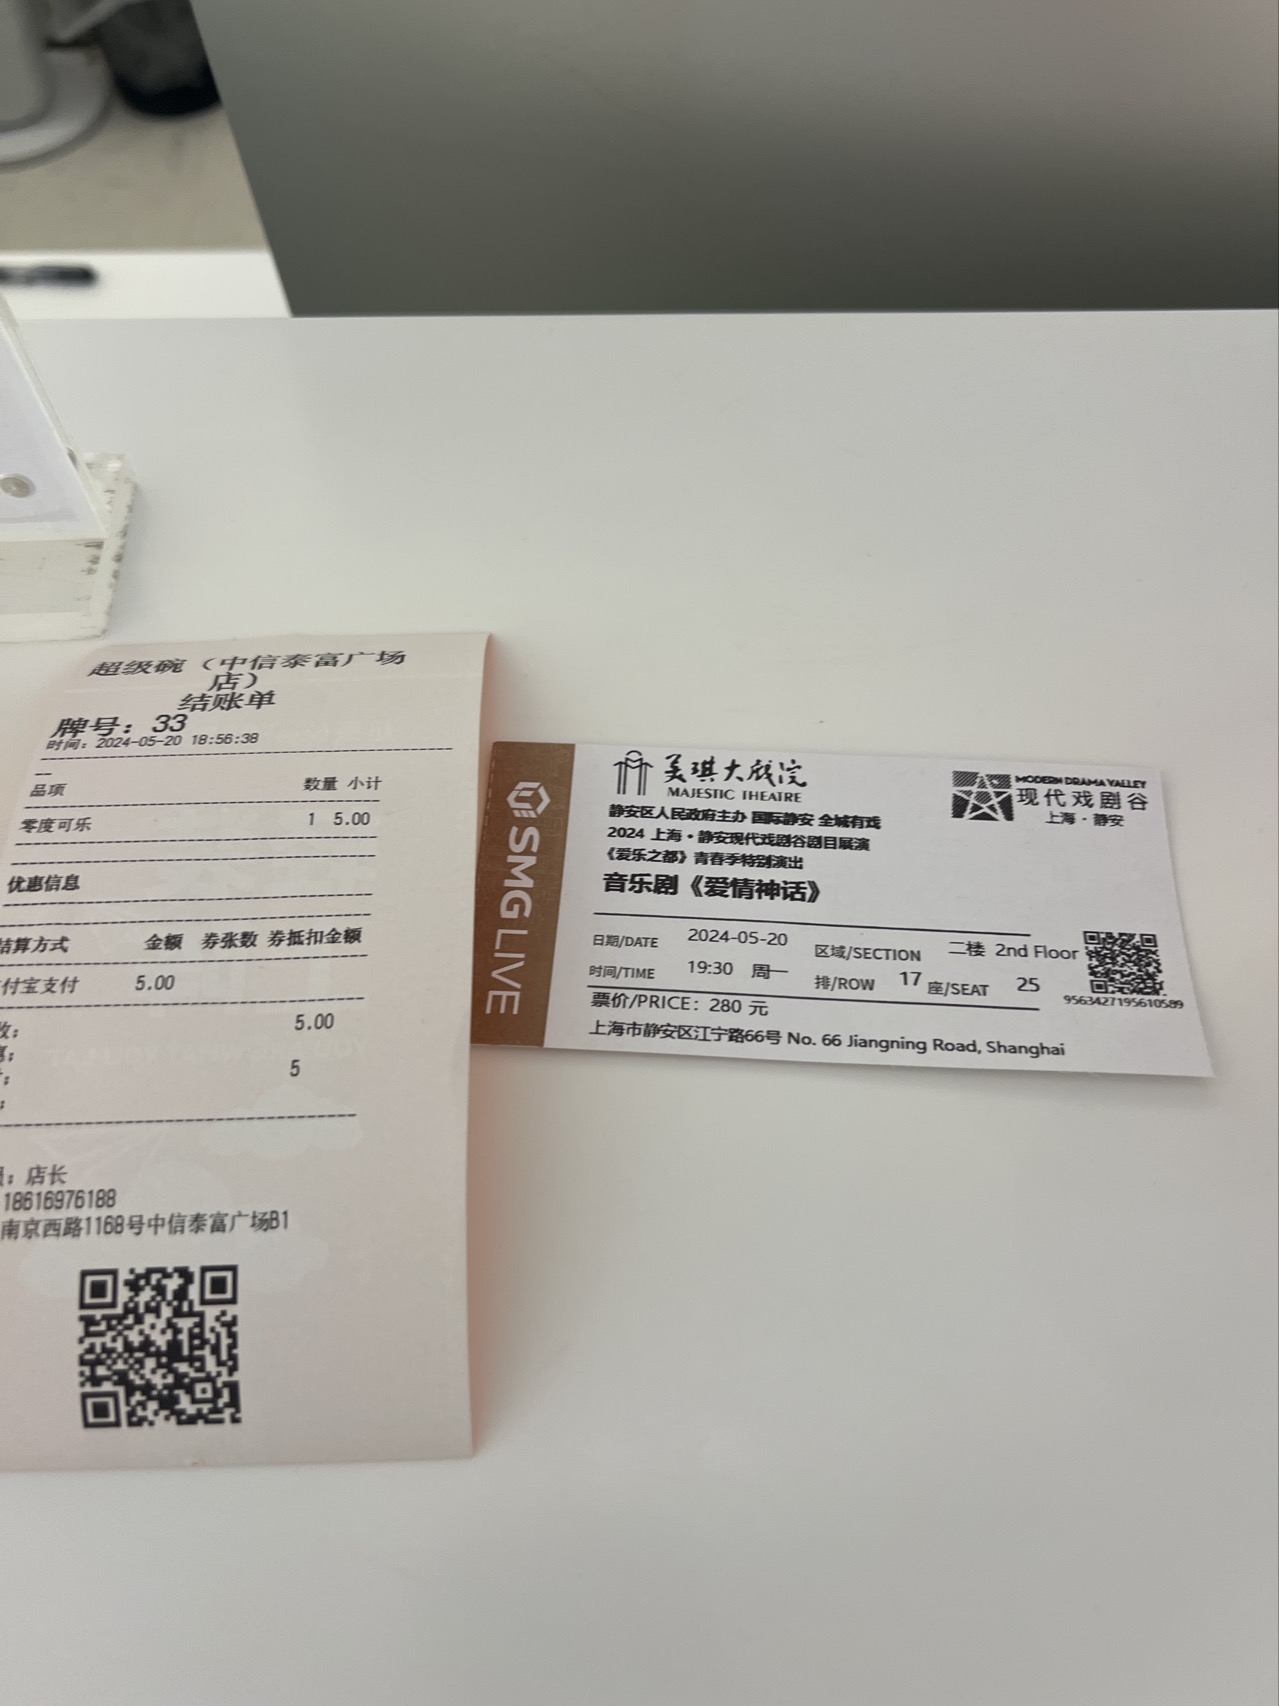 超级碗（中信泰富广场
店）
结账单
牌号：33
时间：2024-05-20 18:56:38
品项 数量 小计
零度可乐 1 5.00
优惠信息
结算方式 金额 券张数 券抵扣金额
付宝支付 5.00
5.00
5
：店长
18616976188
南京西路1168号中信泰富广场B1
SMG LIVE
美琪大戏院
MAJESTIC THEATRE
MODERN DRAMA VALLEY
现代戏剧谷
上海·静安
静安区人民政府主办 国际静安 全城有戏
2024 上海·静安现代戏剧谷剧目展演
《爱乐之都》青春季特别演出
音乐剧《爱情神话》
日期/DATE 2024-05-20 区域/SECTION 二楼 2nd Floor
时间/TIME 19:30 周一 排/ROW 17 座/SEAT 25
9563427195610589
票价/PRICE：280 元
上海市静安区江宁路66号 No. 66 Jiangning Road, Shanghai